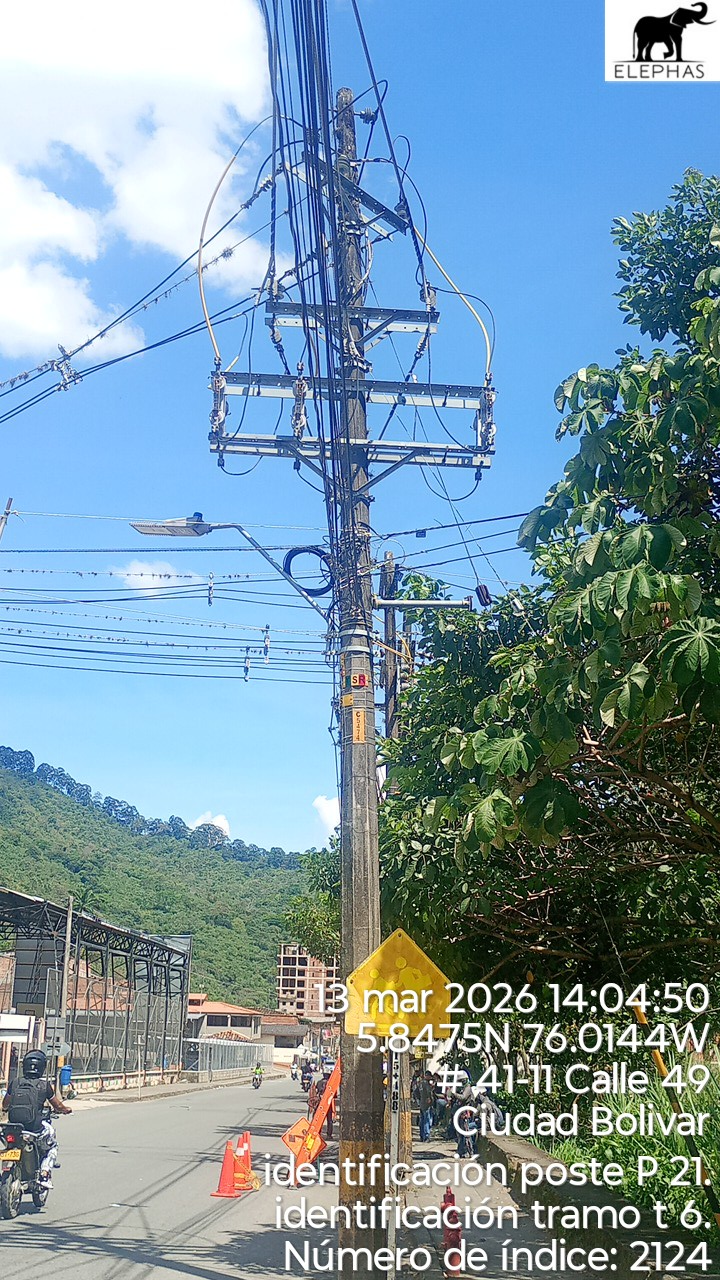 ELEPHAS
SR
13 mar 2026 14:04:50
5.8475N 76.0144W
# 41-11 Calle 49
Ciudad Bolivar
identificación poste P 21.
identificación tramo t 6.
Número de índice: 2124